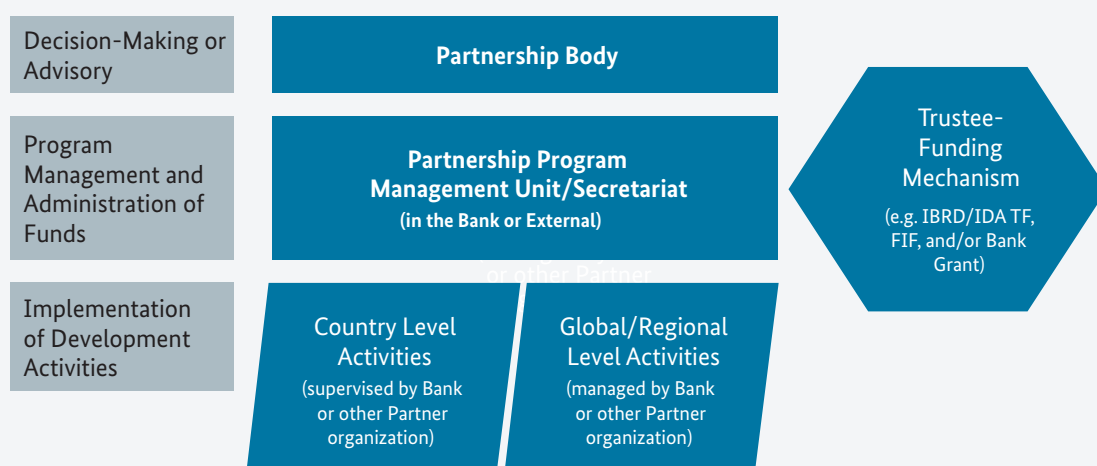 Decision-Making or
Advisory
Partnership Body
Program
Management and
Administration of
Funds
Partnership Program
Management Unit/Secretariat
(in the Bank or External)
or other Partner
Implementation
of Development
Activities
Country Level
Activities
(supervised by Bank
or other Partner
organization)
Global/Regional
Level Activities
(managed by Bank
or other Partner
organization)
Trustee-
Funding
Mechanism
(e.g. IBRD/IDA TF,
FIF, and/or Bank
Grant)